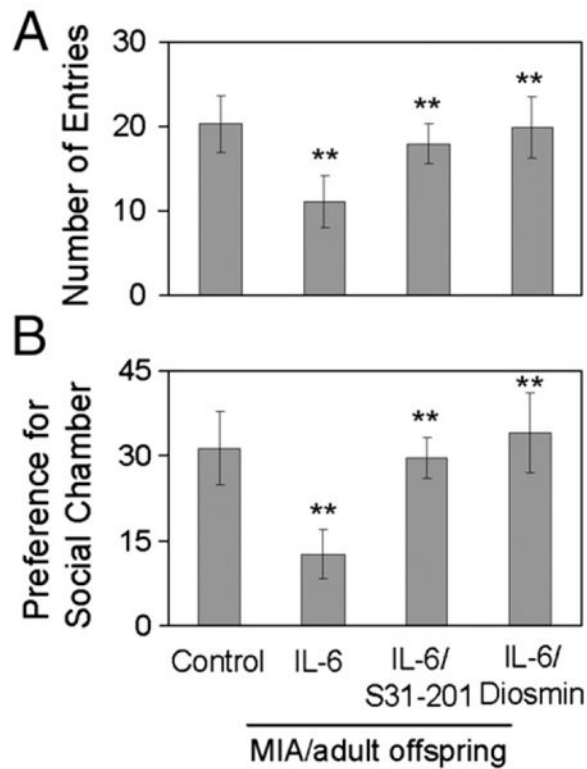 A
Number of Entries
30
20
10
0
**
**
**
B
Preference for
Social Chamber
45
30
15
0
**
**
**
Control
IL-6
IL-6/
S31-201
IL-6/
Diosmin
MIA/adult offspring